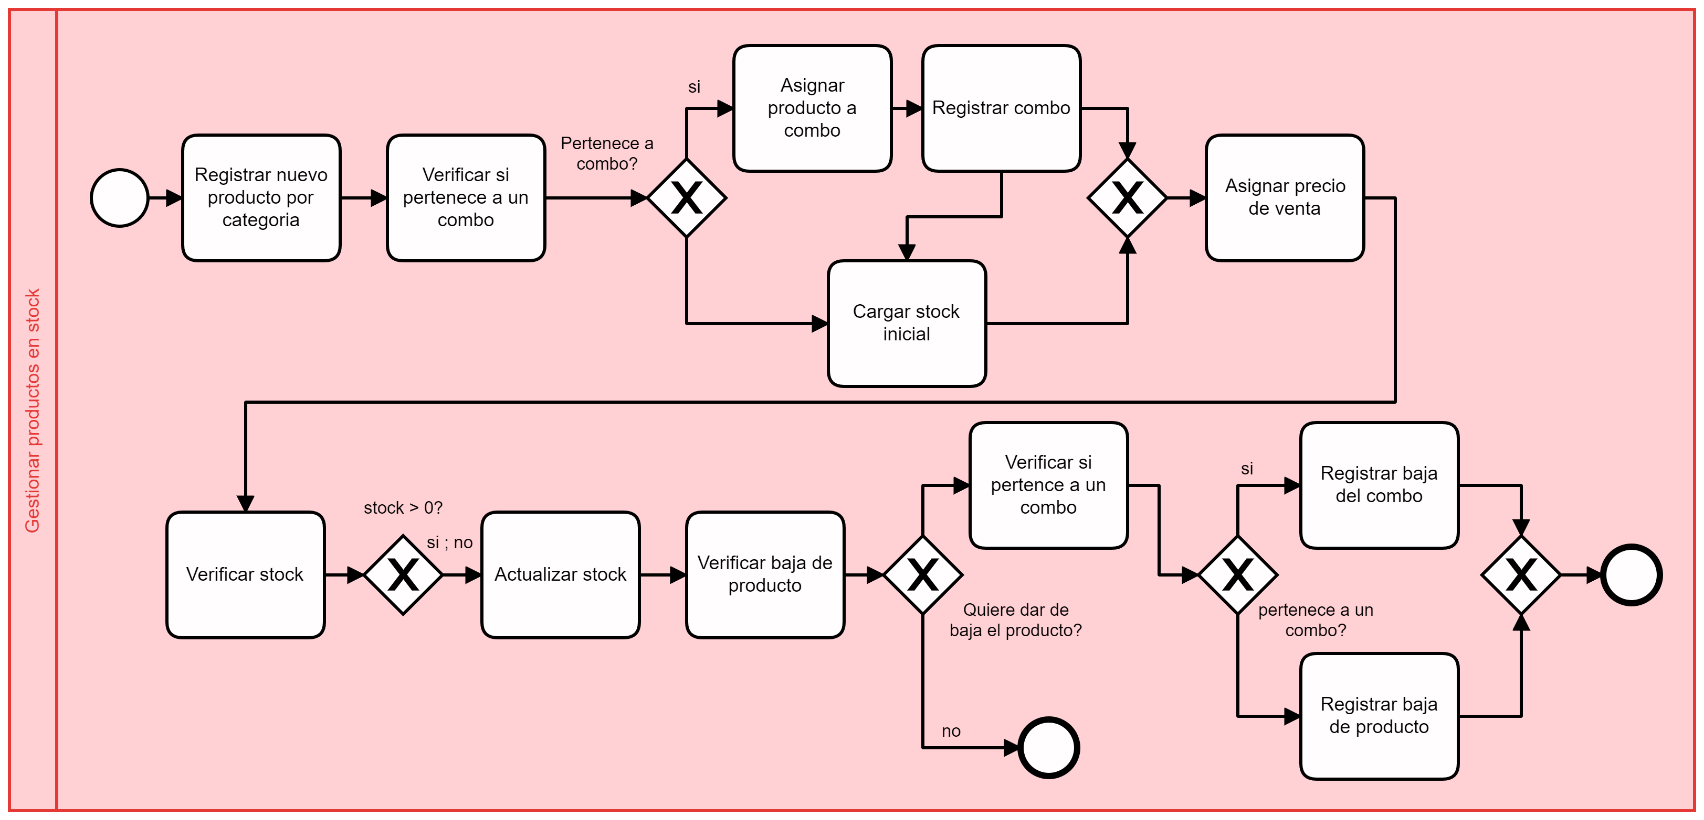 Gestionar productos en stock
Registrar nuevo
producto por
categoria
Verificar si
pertenece a un
combo
Pertenece a
combo?
si
Asignar
producto a
combo
Registrar combo
Cargar stock
inicial
Asignar precio
de venta
Verificar stock
stock > 0?
si ; no
Actualizar stock
Verificar baja de
producto
Quiere dar de
baja el producto?
no
Verificar si
pertence a un
combo
pertenece a un
combo?
si
Registrar baja
del combo
Registrar baja
de producto